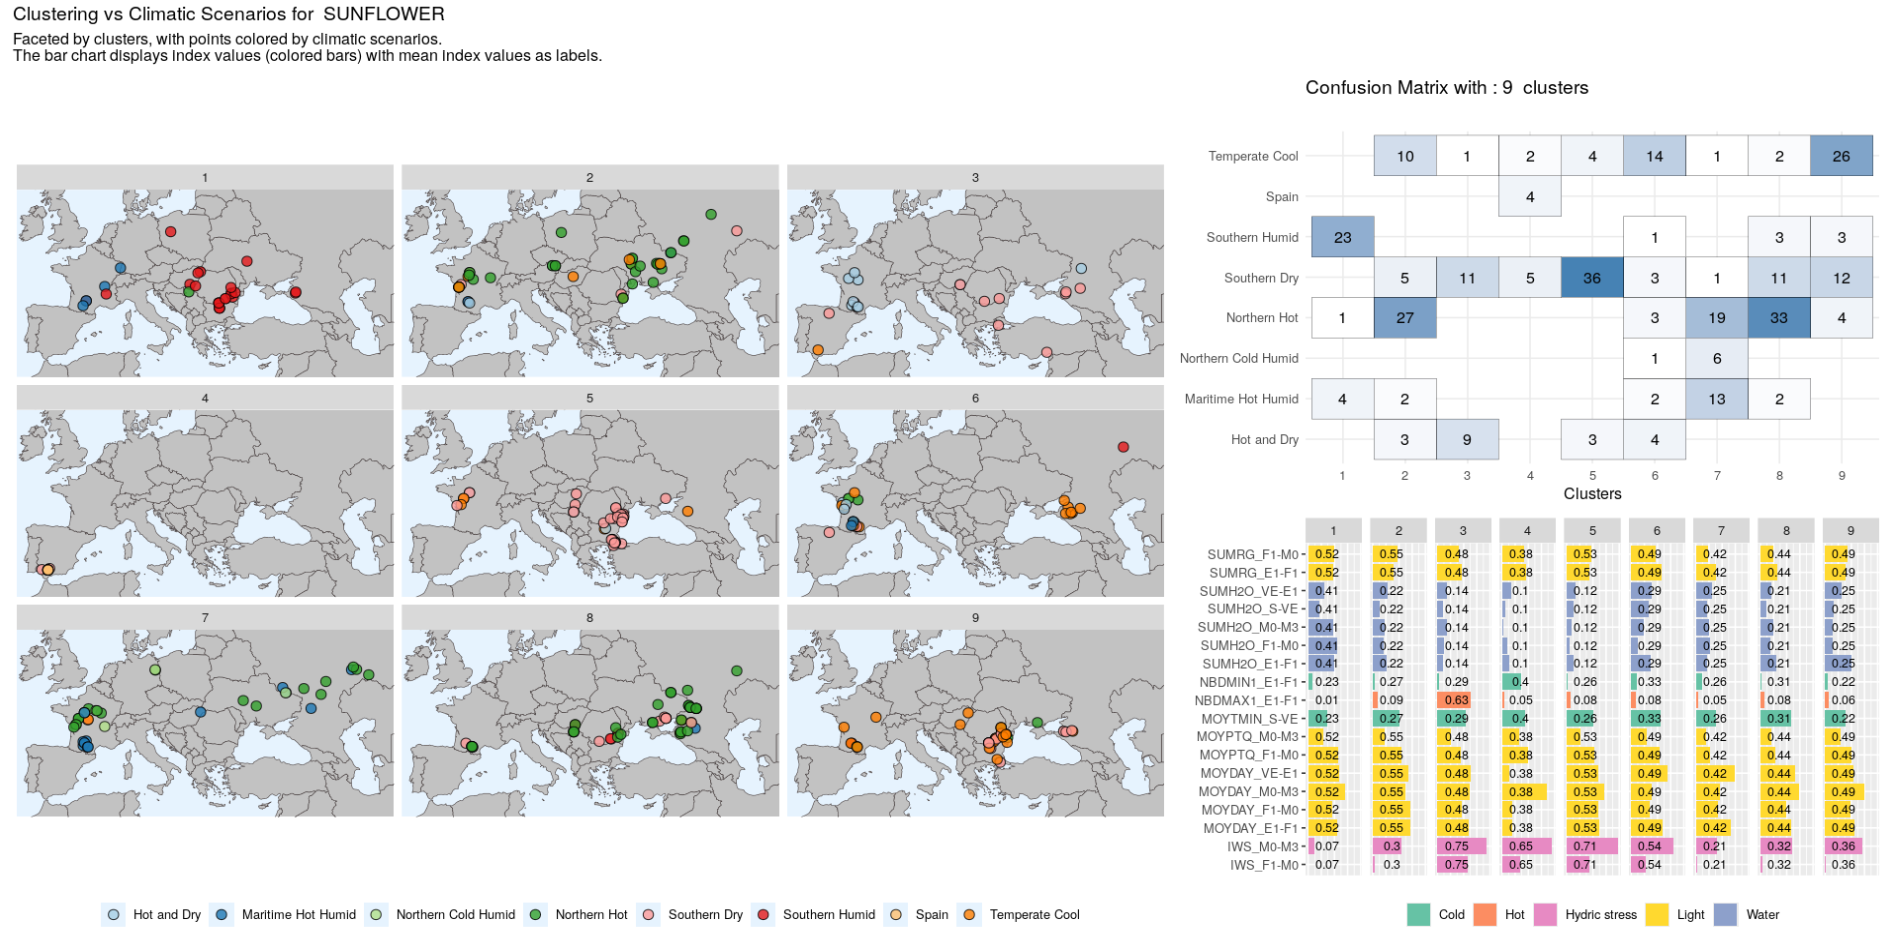 Clustering vs Climatic Scenarios for  SUNFLOWER
Faceted by clusters, with points colored by climatic scenarios.
The bar chart displays index values (colored bars) with mean index values as labels.
1 2 3
4 5 6
7 8 9
Hot and Dry Maritime Hot Humid Northern Cold Humid Northern Hot Southern Dry Southern Humid Spain Temperate Cool
Confusion Matrix with : 9  clusters
Temperate Cool 10 1 2 4 14 1 2 26
Spain 4
Southern Humid 23 1 3 3
Southern Dry 5 11 5 36 3 1 11 12
Northern Hot 1 27 3 19 33 4
Northern Cold Humid 1 6
Maritime Hot Humid 4 2 2 13 2
Hot and Dry 3 9 3 4
1 2 3 4 5 6 7 8 9
Clusters
1 2 3 4 5 6 7 8 9
SUMRG_F1-M0 0.52 0.55 0.48 0.38 0.53 0.49 0.42 0.44 0.49
SUMRG_E1-F1 0.52 0.55 0.48 0.38 0.53 0.49 0.42 0.44 0.49
SUMH2O_VE-E1 0.41 0.22 0.14 0.1 0.12 0.29 0.25 0.21 0.25
SUMH2O_S-VE 0.41 0.22 0.14 0.1 0.12 0.29 0.25 0.21 0.25
SUMH2O_M0-M3 0.41 0.22 0.14 0.1 0.12 0.29 0.25 0.21 0.25
SUMH2O_F1-M0 0.41 0.22 0.14 0.1 0.12 0.29 0.25 0.21 0.25
SUMH2O_E1-F1 0.41 0.22 0.14 0.1 0.12 0.29 0.25 0.21 0.25
NBDMIN1_E1-F1 0.23 0.27 0.29 0.4 0.26 0.33 0.26 0.31 0.22
NBDMAX1_E1-F1 0.01 0.09 0.63 0.05 0.08 0.08 0.05 0.08 0.06
MOYTMIN_S-VE 0.23 0.27 0.29 0.4 0.26 0.33 0.26 0.31 0.22
MOYPTQ_M0-M3 0.52 0.55 0.48 0.38 0.53 0.49 0.42 0.44 0.49
MOYPTQ_F1-M0 0.52 0.55 0.48 0.38 0.53 0.49 0.42 0.44 0.49
MOYDAY_VE-E1 0.52 0.55 0.48 0.38 0.53 0.49 0.42 0.44 0.49
MOYDAY_M0-M3 0.52 0.55 0.48 0.38 0.53 0.49 0.42 0.44 0.49
MOYDAY_F1-M0 0.52 0.55 0.48 0.38 0.53 0.49 0.42 0.44 0.49
MOYDAY_E1-F1 0.52 0.55 0.48 0.38 0.53 0.49 0.42 0.44 0.49
IWS_M0-M3 0.07 0.3 0.75 0.65 0.71 0.54 0.21 0.32 0.36
IWS_F1-M0 0.07 0.3 0.75 0.65 0.71 0.54 0.21 0.32 0.36
Cold Hot Hydric stress Light Water